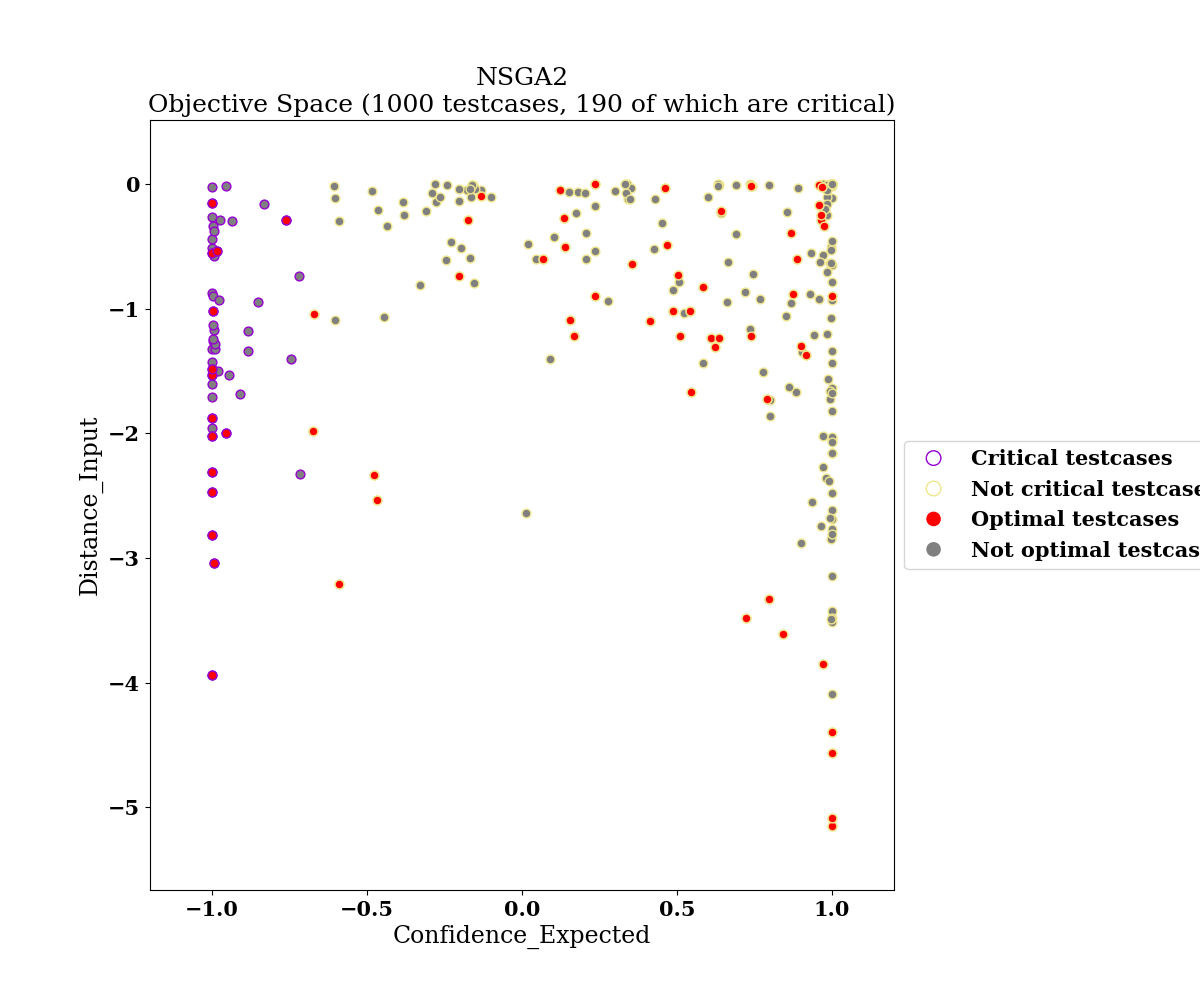 NSGA2
Objective Space (1000 testcases, 190 of which are critical)
0
−1
−2
−3
−4
−5
Distance_Input
−1.0
−0.5
0.0
0.5
1.0
Confidence_Expected
Critical testcases
Not critical testcase
Optimal testcases
Not optimal testcas